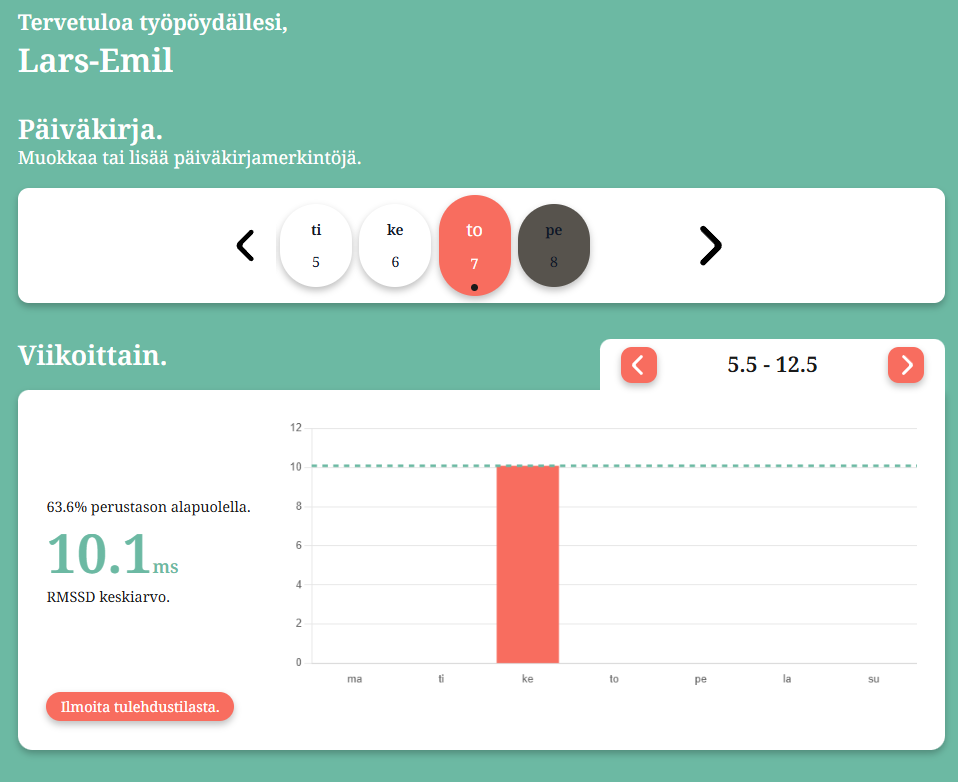 Tervetuloa työpöydällesi,
Lars-Emil
Päiväkirja.
Muokkaa tai lisää päiväkirjamerkintöjä.
ti ke to pe
5 6 7 8
Viikoittain.
5.5 - 12.5
63.6% perustason alapuolella.
10.1ms
RMSSD keskiarvo.
Ilmoita tulehdustilasta.
12
10
8
6
4
2
0
ma ti ke to pe la su